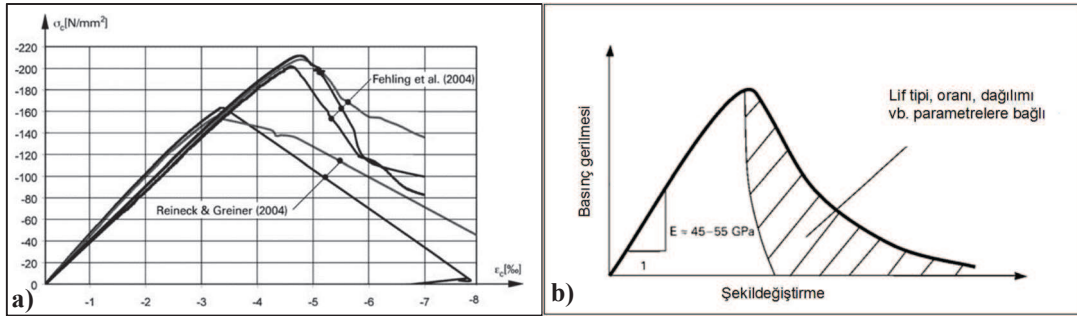 σc[N/mm²]
-220
-200
-180
-160
-140
-120
-100
-80
-60
-40
-20
0
Fehling et al. (2004)
Reineck & Greiner (2004)
εc[‰]
-1 -2 -3 -4 -5 -6 -7 -8
a)
Basınç gerilmesi
Lif tipi, oranı, dağılımı
vb. parametrelere bağlı
E = 45–55 GPa
1
Şekildeğiştirme
b)